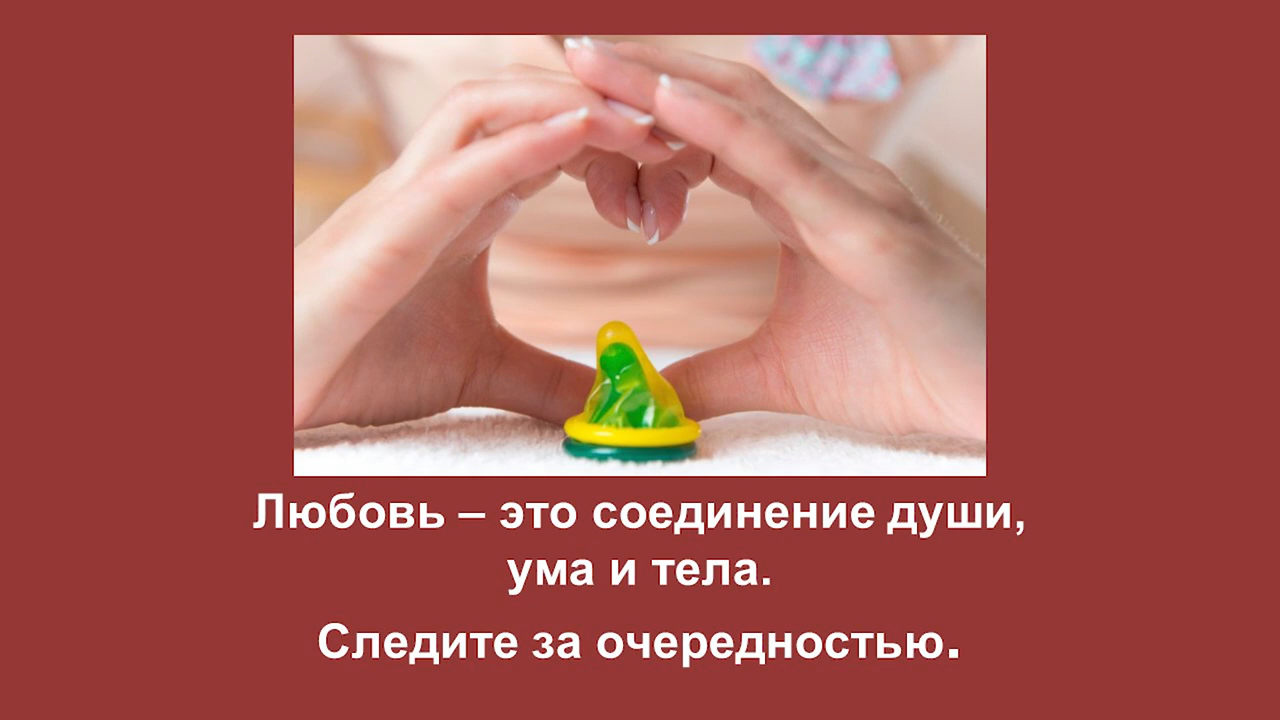 Любовь – это соединение души,
ума и тела.
Следите за очередностью.